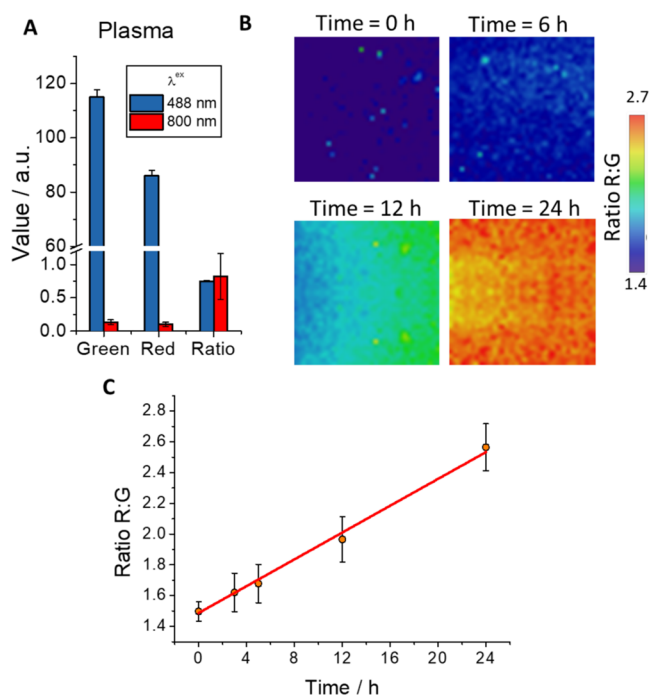 A
Plasma
λex
488 nm
800 nm
Value / a.u.
120
100
80
60
1.0
0.5
0.0
Green Red Ratio
B
Time = 0 h
Time = 6 h
Time = 12 h
Time = 24 h
2.7
Ratio R:G
1.4
C
Ratio R:G
2.8
2.6
2.4
2.2
2.0
1.8
1.6
1.4
0 4 8 12 16 20 24
Time / h